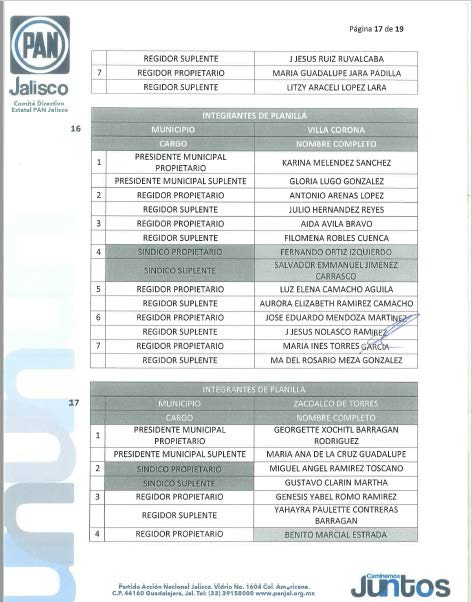 Página 17 de 19
PAN
Jalisco
Comité Directivo
Estatal PAN Jalisco
REGIDOR SUPLENTE J JESUS RUIZ RUVALCABA
7 REGIDOR PROPIETARIO MARIA GUADALUPE JARA PADILLA
REGIDOR SUPLENTE LITZY ARACELI LOPEZ LARA
INTEGRANTES DE PLANILLA
16 MUNICIPIO VILLA CORONA
CARGO NOMBRE COMPLETO
1 PRESIDENTE MUNICIPAL PROPIETARIO KARINA MELENDEZ SANCHEZ
PRESIDENTE MUNICIPAL SUPLENTE GLORIA LUGO GONZALEZ
2 REGIDOR PROPIETARIO ANTONIO ARENAS LOPEZ
REGIDOR SUPLENTE JULIO HERNANDEZ REYES
3 REGIDOR PROPIETARIO AIDA AVILA BRAVO
REGIDOR SUPLENTE FILOMENA ROBLES CUENCA
4 SINDICO PROPIETARIO FERNANDO ORTIZ IZQUIERDO
SINDICO SUPLENTE SALVADOR EMMANUEL JIMENEZ CARRASCO
5 REGIDOR PROPIETARIO LUZ ELENA CAMACHO AGUILA
REGIDOR SUPLENTE AURORA ELIZABETH RAMIREZ CAMACHO
6 REGIDOR PROPIETARIO JOSE EDUARDO MENDOZA MARTINEZ
REGIDOR SUPLENTE J JESUS NOLASCO RAMIREZ
7 REGIDOR PROPIETARIO MARIA INES TORRES GARCIA
REGIDOR SUPLENTE MA DEL ROSARIO MEZA GONZALEZ
INTEGRANTES DE PLANILLA
17 MUNICIPIO ZACOALCO DE TORRES
CARGO NOMBRE COMPLETO
1 PRESIDENTE MUNICIPAL PROPIETARIO GEORGETTE XOCHITL BARRAGAN RODRIGUEZ
PRESIDENTE MUNICIPAL SUPLENTE MARIA ANA DE LA CRUZ GUADALUPE
2 SINDICO PROPIETARIO MIGUEL ANGEL RAMIREZ TOSCANO
SINDICO SUPLENTE GUSTAVO CLARIN MARTHA
3 REGIDOR PROPIETARIO GENESIS YABEL ROMO RAMIREZ
REGIDOR SUPLENTE YAHAYRA PAULETTE CONTRERAS BARRAGAN
4 REGIDOR PROPIETARIO BENITO MARCIAL ESTRADA
Partido Acción Nacional Jalisco. Vidrio No. 1604 Col. Americana.
C.P. 44160 Guadalajara, Jal. Tel: (33) 39158000 www.panjal.org.mx
Caminemos
Juntos